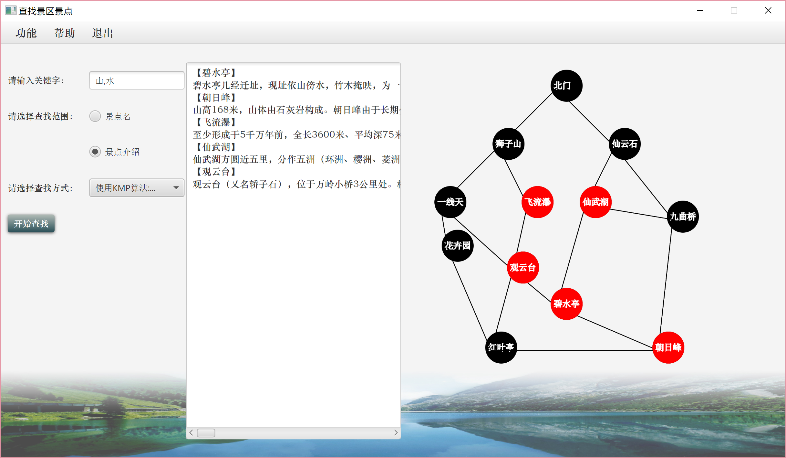 查找景区景点
功能 帮助 退出
请输入关键字：
山,水
请选择查找范围：
景点名
景点介绍
请选择查找方式：
使用KMP算法:...
开始查找
【碧水亭】
碧水亭几经迁址，现址依山傍水，竹木掩映，为
【朝日峰】
山高168米，山体由石灰岩构成。朝日峰由于长期
【飞流瀑】
至少形成于5千万年前，全长3600米、平均深75米
【仙武湖】
仙武湖方圆近五里，分作五洲（环洲、樱洲、菱洲
【观云台】
观云台（又名轿子石），位于万岭小桥3公里处。
北门
狮子山
仙云石
一线天
飞流瀑
仙武湖
九曲桥
花卉园
观云台
碧水亭
红叶亭
朝日峰